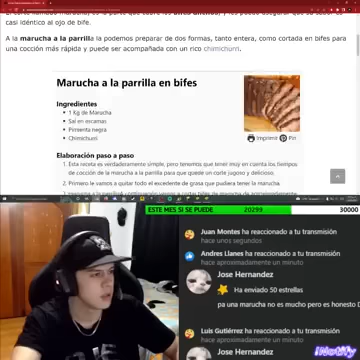 casi idéntico al ojo de bife.
A la marucha a la parrilla la podemos preparar de dos formas, tanto entera, como cortada en bifes para
una cocción más rápida y puede ser acompañada con un rico chimichurri.
Marucha a la parrilla en bifes
Ingredientes
1 Kg de Marucha
Sal en escamas
Pimenta negra
Chimichurri
Imprimir Pin
Elaboración paso a paso
1. Esta receta es verdaderamente simple, pero tenemos que tener muy en cuenta los tiempos
de cocción de la marucha a la parrilla para que quede un corte jugoso y delicioso.
2. Primero le vamos a quitar todo el excedente de grasa que pudiera tener la marucha.
ESTE MES SI SE PUEDE 20299 30000
Juan Montes ha reaccionado a tu transmisión
hace unos segundos
Andres Llanes ha reaccionado a tu transmisión
hace aproximadamente un minuto
Jose Hernandez
Ha enviado 50 estrellas
pa una marucha no es mucho pero es honesto
Luis Gutiérrez ha reaccionado a tu transmisión
hace aproximadamente un minuto
Jose Hernandez